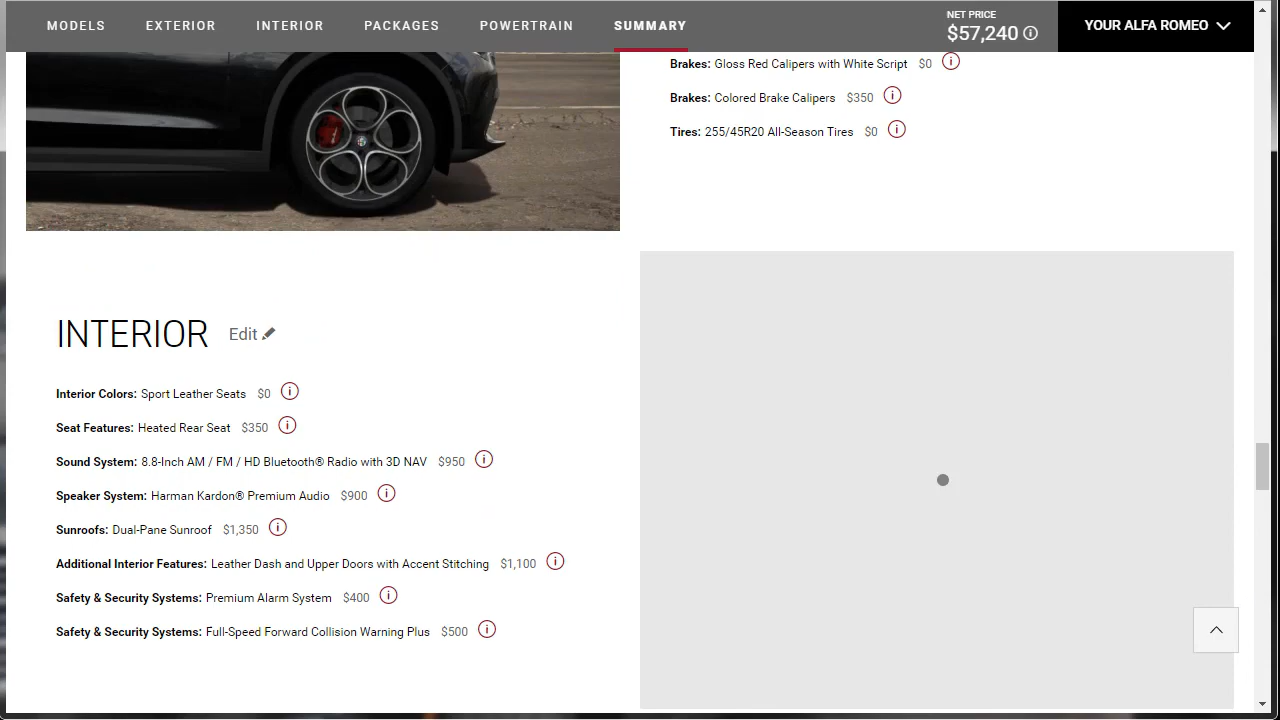 MODELS EXTERIOR INTERIOR PACKAGES POWERTRAIN SUMMARY
NET PRICE
$57,240
YOUR ALFA ROMEO
Brakes: Gloss Red Calipers with White Script $0
Brakes: Colored Brake Calipers $350
Tires: 255/45R20 All-Season Tires $0
INTERIOR Edit
Interior Colors: Sport Leather Seats $0
Seat Features: Heated Rear Seat $350
Sound System: 8.8-Inch AM / FM / HD Bluetooth® Radio with 3D NAV $950
Speaker System: Harman Kardon® Premium Audio $900
Sunroofs: Dual-Pane Sunroof $1,350
Additional Interior Features: Leather Dash and Upper Doors with Accent Stitching $1,100
Safety & Security Systems: Premium Alarm System $400
Safety & Security Systems: Full-Speed Forward Collision Warning Plus $500